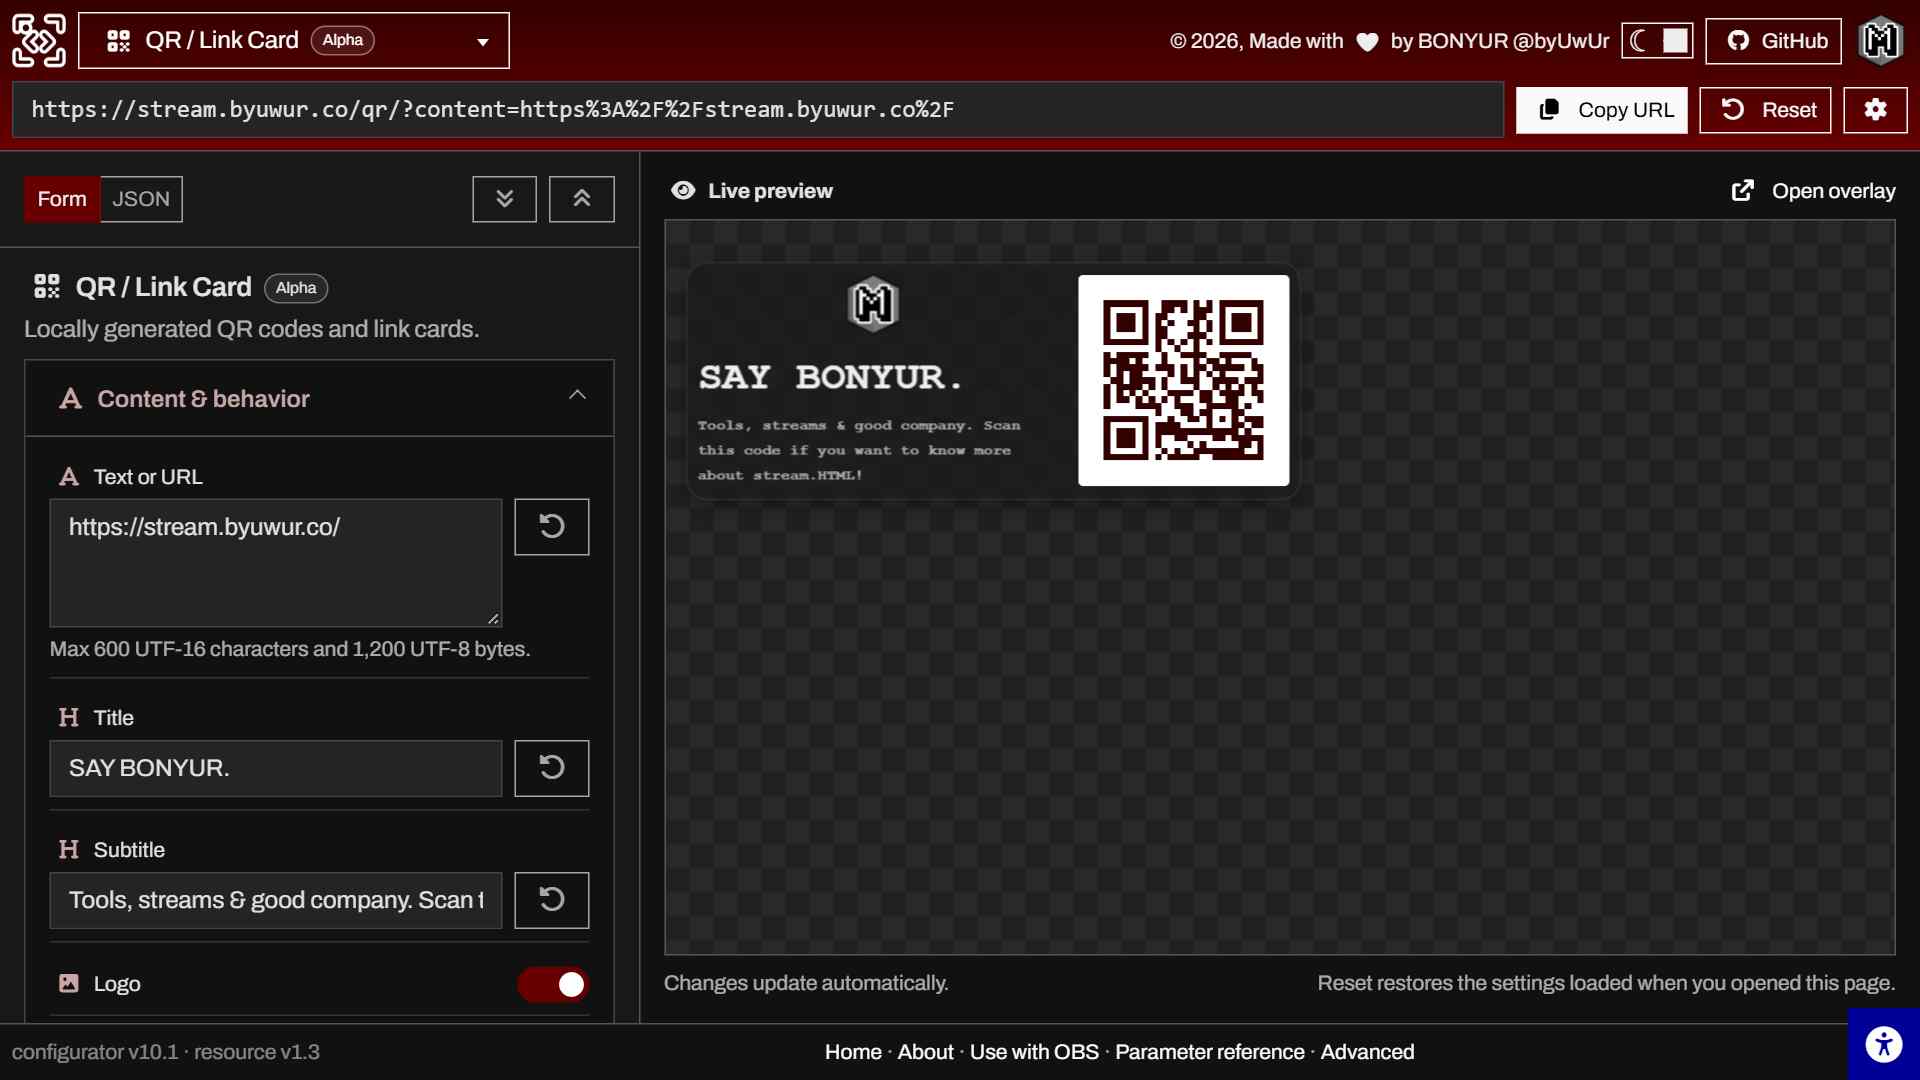 QR / Link Card Alpha
© 2026, Made with by BONYUR @byUwUr
GitHub
https://stream.byuwur.co/qr/?content=https%3A%2F%2Fstream.byuwur.co%2F
Copy URL
Reset
Form
JSON
QR / Link Card Alpha
Locally generated QR codes and link cards.
Content & behavior
Text or URL
https://stream.byuwur.co/
Max 600 UTF-16 characters and 1,200 UTF-8 bytes.
Title
SAY BONYUR.
Subtitle
Tools, streams & good company. Scan t
Logo
Live preview
Open overlay
SAY BONYUR.
Tools, streams & good company. Scan
this code if you want to know more
about stream.HTML!
Changes update automatically.
Reset restores the settings loaded when you opened this page.
configurator v10.1 · resource v1.3
Home · About · Use with OBS · Parameter reference · Advanced